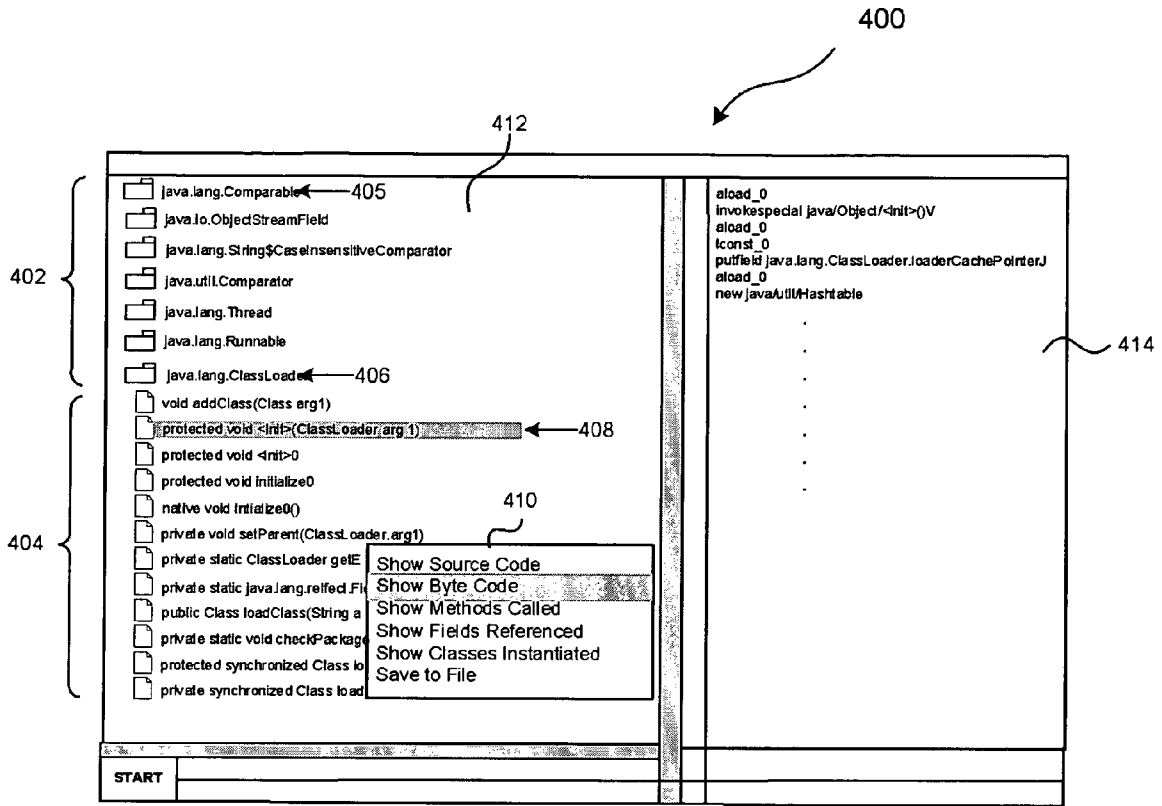 400
412
java.lang.Comparable 405
java.io.ObjectStreamField
java.lang.String$CaseInsensitiveComparator
java.util.Comparator
java.lang.Thread
java.lang.Runnable
java.lang.ClassLoader 406
402
void addClass(Class arg1)
protected void <init>(ClassLoader.arg 1) 408
protected void <init>0
protected void initialize0
native void intialize0()
private void setParent(ClassLoader.arg1)
private static ClassLoader getE
private static java.lang.relfect.Fi
public Class loadClass(String a
private static void checkPackage
protected synchronized Class lo
private synchronized Class load
404
410
Show Source Code
Show Byte Code
Show Methods Called
Show Fields Referenced
Show Classes Instantiated
Save to File
aload_0
invokespecial java/Object/<init>()V
aload_0
iconst_0
putfield java.lang.ClassLoader.loaderCachePointerJ
aload_0
new java/util/Hashtable
414
START